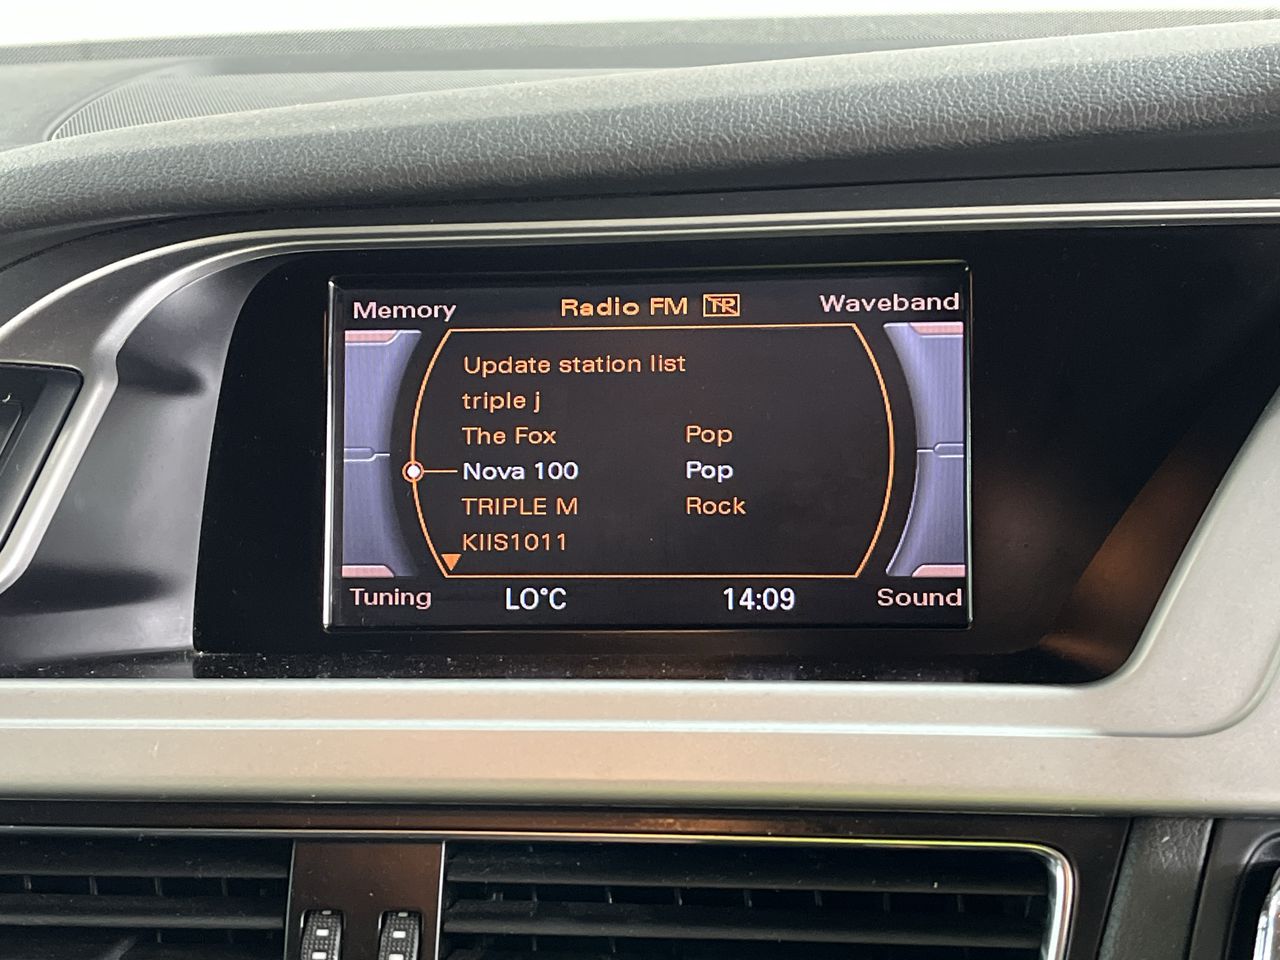 Memory Radio FM TR Waveband
Update station list
triple j
The Fox Pop
Nova 100 Pop
TRIPLE M Rock
KIIS1011
Tuning LO°C 14:09 Sound